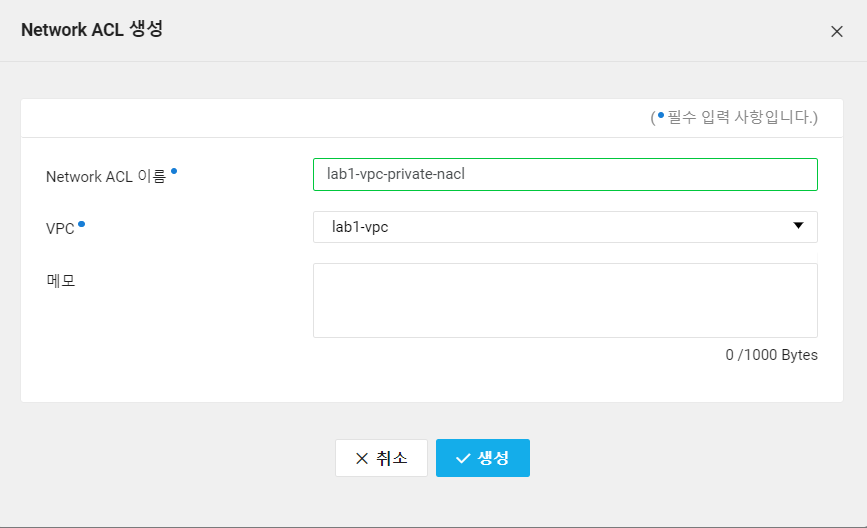 Network ACL 생성
(•필수 입력 사항입니다.)
Network ACL 이름
lab1-vpc-private-nacl
VPC
lab1-vpc
메모
0 /1000 Bytes
취소
생성